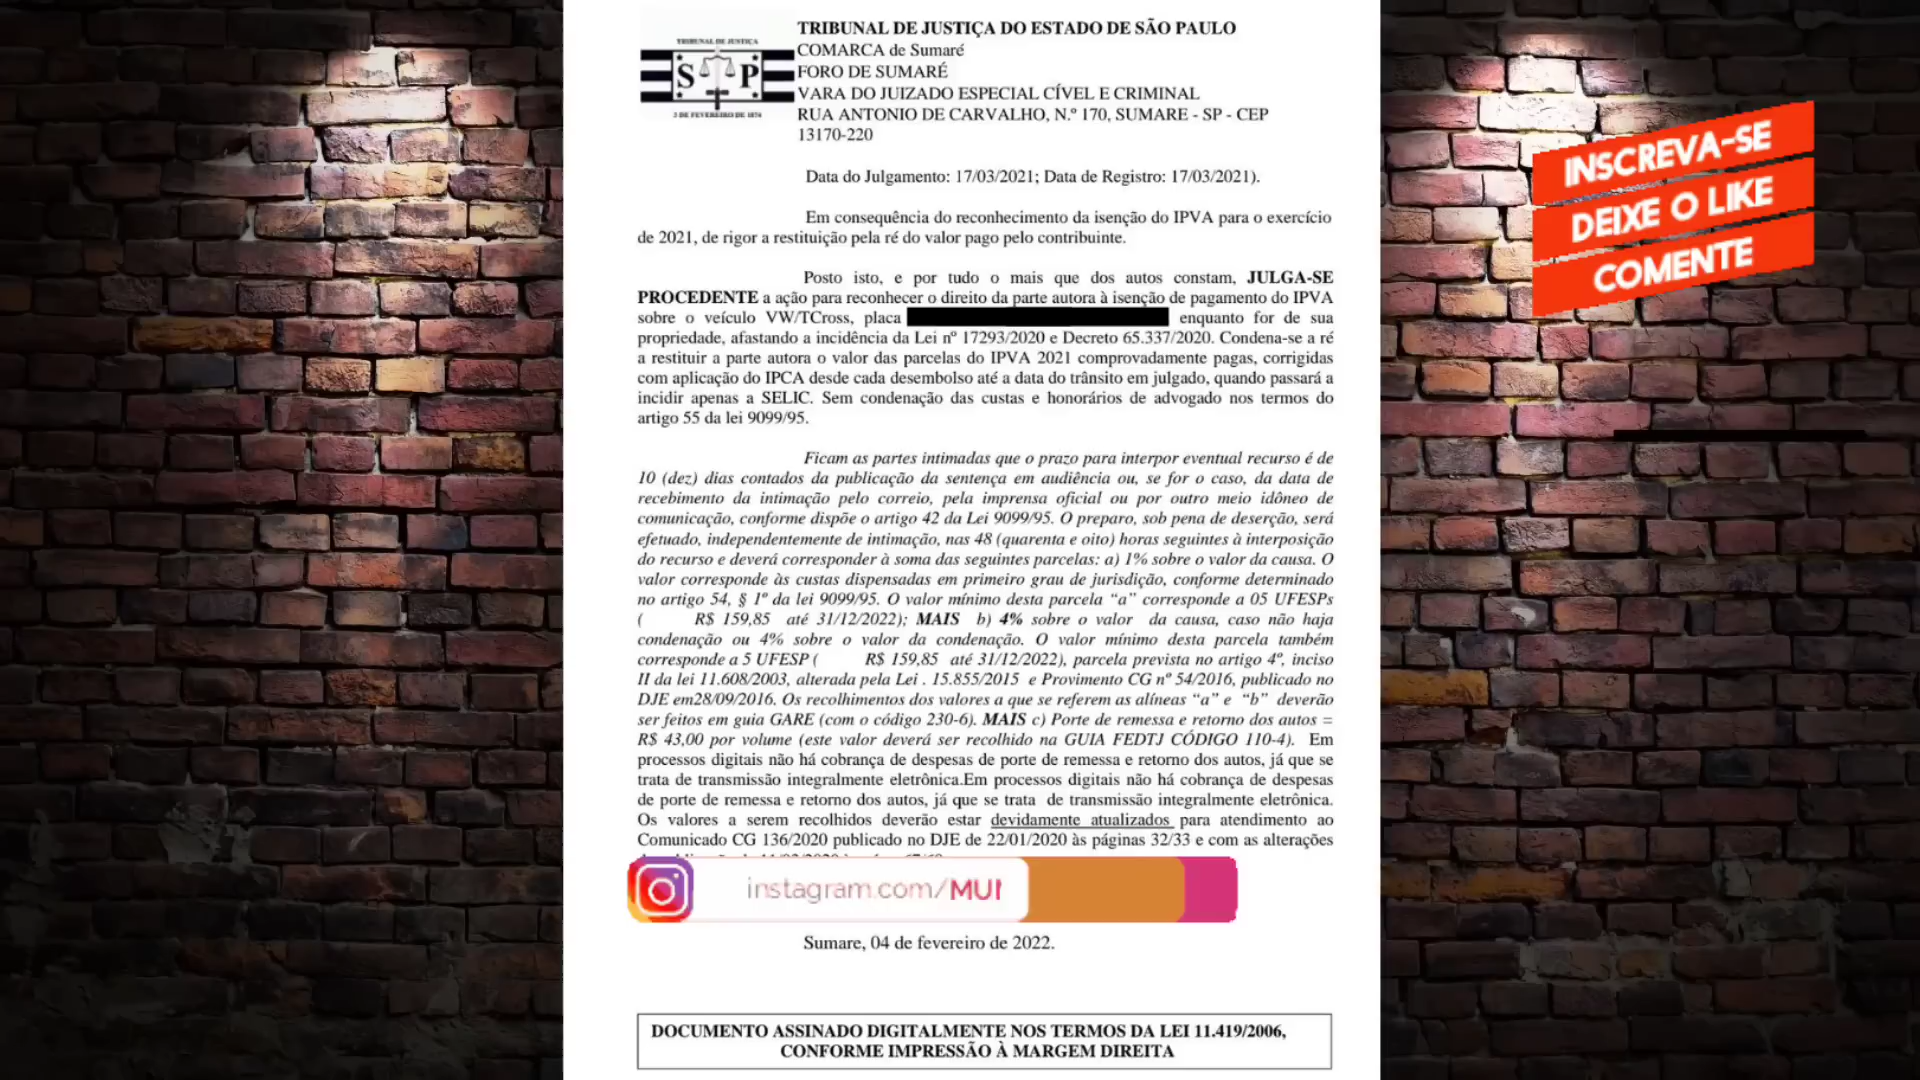 TRIBUNAL DE JUSTIÇA
S P
3 DE FEVEREIRO DE 1874
TRIBUNAL DE JUSTIÇA DO ESTADO DE SÃO PAULO
COMARCA de Sumaré
FORO DE SUMARÉ
VARA DO JUIZADO ESPECIAL CÍVEL E CRIMINAL
RUA ANTONIO DE CARVALHO, N.º 170, SUMARE - SP - CEP
13170-220
INSCREVA-SE
DEIXE O LIKE
COMENTE
Data do Julgamento: 17/03/2021; Data de Registro: 17/03/2021).
Em consequência do reconhecimento da isenção do IPVA para o exercício
de 2021, de rigor a restituição pela ré do valor pago pelo contribuinte.
Posto isto, e por tudo o mais que dos autos constam, JULGA-SE
PROCEDENTE a ação para reconhecer o direito da parte autora à isenção de pagamento do IPVA
sobre o veículo VW/TCross, placa enquanto for de sua
propriedade, afastando a incidência da Lei nº 17293/2020 e Decreto 65.337/2020. Condena-se a ré
a restituir a parte autora o valor das parcelas do IPVA 2021 comprovadamente pagas, corrigidas
com aplicação do IPCA desde cada desembolso até a data do trânsito em julgado, quando passará a
incidir apenas a SELIC. Sem condenação das custas e honorários de advogado nos termos do
artigo 55 da lei 9099/95.
Ficam as partes intimadas que o prazo para interpor eventual recurso é de
10 (dez) dias contados da publicação da sentença em audiência ou, se for o caso, da data de
recebimento da intimação pelo correio, pela imprensa oficial ou por outro meio idôneo de
comunicação, conforme dispõe o artigo 42 da Lei 9099/95. O preparo, sob pena de deserção, será
efetuado, independentemente de intimação, nas 48 (quarenta e oito) horas seguintes à interposição
do recurso e deverá corresponder à soma das seguintes parcelas: a) 1% sobre o valor da causa. O
valor corresponde às custas dispensadas em primeiro grau de jurisdição, conforme determinado
no artigo 54, § 1º da lei 9099/95. O valor mínimo desta parcela “a” corresponde a 05 UFESPs
( R$ 159,85 até 31/12/2022); MAIS b) 4% sobre o valor da causa, caso não haja
condenação ou 4% sobre o valor da condenação. O valor mínimo desta parcela também
corresponde a 5 UFESP ( R$ 159,85 até 31/12/2022), parcela prevista no artigo 4º, inciso
II da lei 11.608/2003, alterada pela Lei . 15.855/2015 e Provimento CG nº 54/2016, publicado no
DJE em28/09/2016. Os recolhimentos dos valores a que se referem as alíneas “a” e “b” deverão
ser feitos em guia GARE (com o código 230-6). MAIS c) Porte de remessa e retorno dos autos =
R$ 43,00 por volume (este valor deverá ser recolhido na GUIA FEDTJ CÓDIGO 110-4). Em
processos digitais não há cobrança de despesas de porte de remessa e retorno dos autos, já que se
trata de transmissão integralmente eletrônica.Em processos digitais não há cobrança de despesas
de porte de remessa e retorno dos autos, já que se trata de transmissão integralmente eletrônica.
Os valores a serem recolhidos deverão estar devidamente atualizados para atendimento ao
Comunicado CG 136/2020 publicado no DJE de 22/01/2020 às páginas 32/33 e com as alterações
instagram.com/MUN
Sumare, 04 de fevereiro de 2022.
DOCUMENTO ASSINADO DIGITALMENTE NOS TERMOS DA LEI 11.419/2006,
CONFORME IMPRESSÃO À MARGEM DIREITA